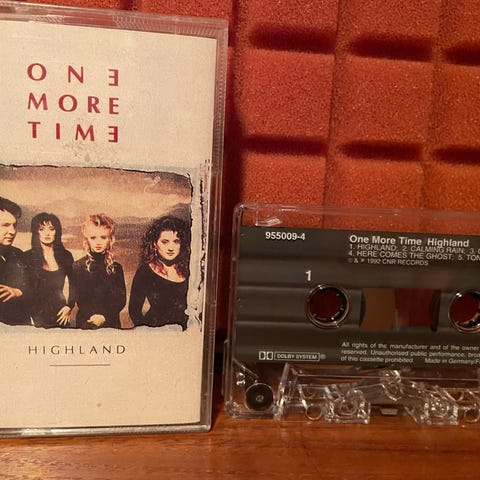 ONE
MORE
TIME
HIGHLAND
955009-4
One More Time Highland
1. HIGHLAND; 2. CALMING RAIN; 3.
4. HERE COMES THE GHOST; 5.
© & ℗ 1992 CNR RECORDS
1
DOLBY SYSTEM®
All rights of the manufacturer and of the owner
reserved. Unauthorised public performance,
of this cassette prohibited Made in Germany/